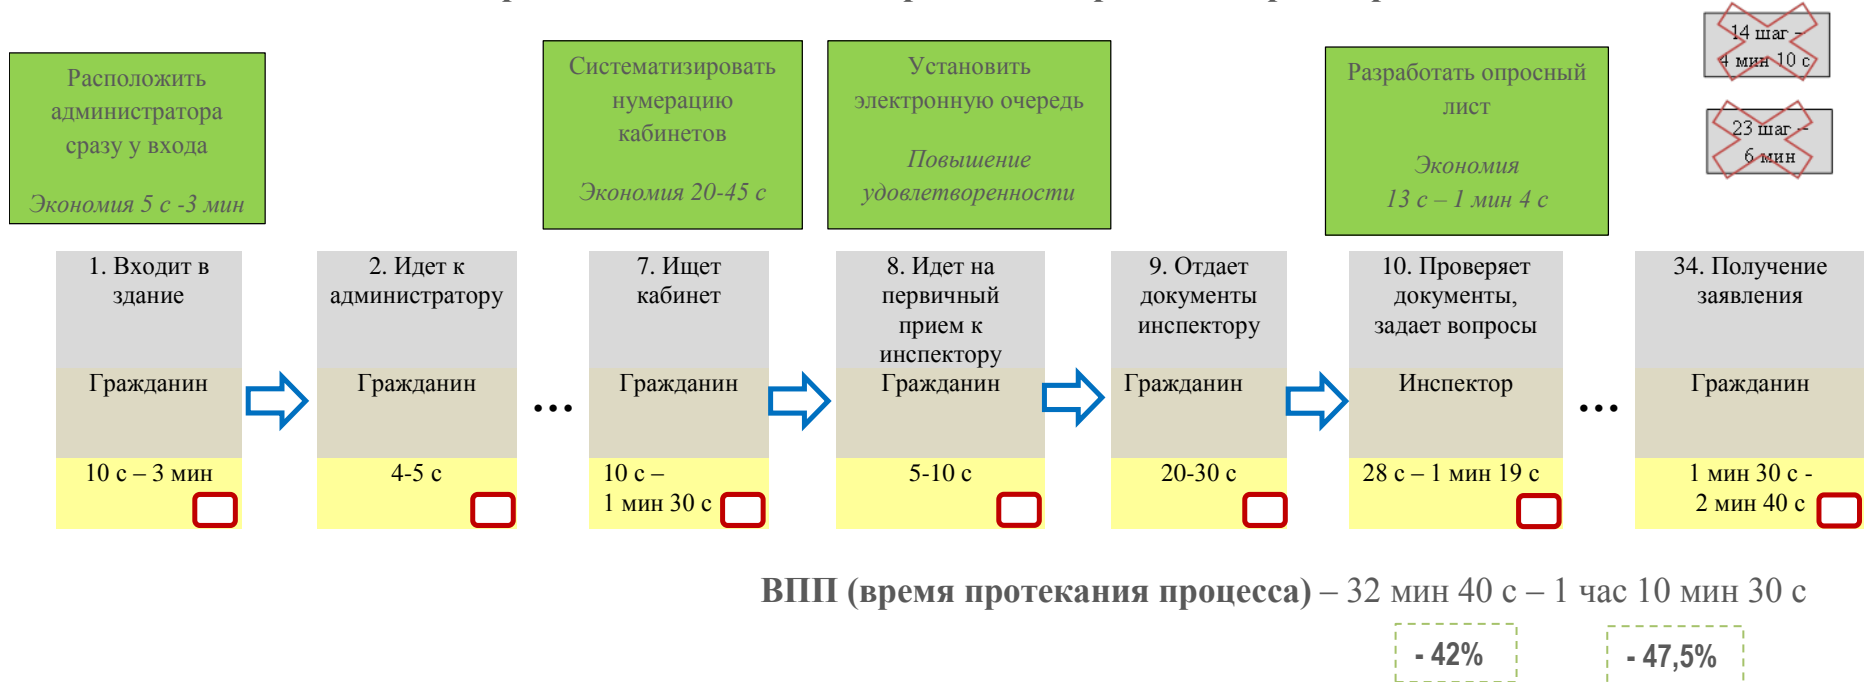 14 шаг –
4 мин 10 с
23 шаг –
6 мин
Расположить
администратора
сразу у входа
Экономия 5 с -3 мин
Систематизировать
нумерацию
кабинетов
Экономия 20-45 с
Установить
электронную очередь
Повышение
удовлетворенности
Разработать опросный
лист
Экономия
13 с – 1 мин 4 с
1. Входит в
здание
Гражданин
10 с – 3 мин
2. Идет к
администратору
Гражданин
4-5 с
...
7. Ищет
кабинет
Гражданин
10 с –
1 мин 30 с
8. Идет на
первичный
прием к
инспектору
Гражданин
5-10 с
9. Отдает
документы
инспектору
Гражданин
20-30 с
10. Проверяет
документы,
задает вопросы
Инспектор
28 с – 1 мин 19 с
...
34. Получение
заявления
Гражданин
1 мин 30 с -
2 мин 40 с
ВПП (время протекания процесса) – 32 мин 40 с – 1 час 10 мин 30 с
- 42%
- 47,5%